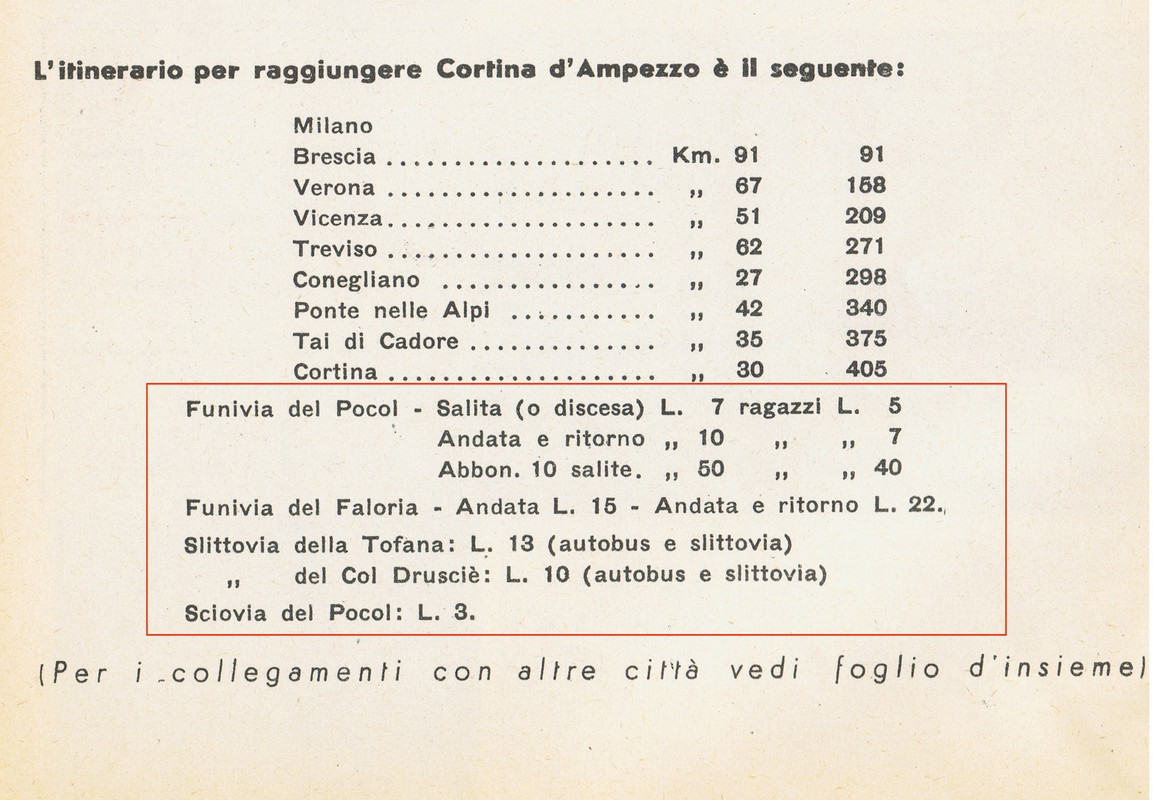 L'itinerario per raggiungere Cortina d'Ampezzo è il seguente:
Milano
Brescia .................... Km. 91 91
Verona .................... „ 67 158
Vicenza.................... „ 51 209
Treviso .................... „ 62 271
Conegliano ................ „ 27 298
Ponte nelle Alpi ........... „ 42 340
Tai di Cadore .............. „ 35 375
Cortina .................... „ 30 405
Funivia del Pocol - Salita (o discesa) L. 7 ragazzi L. 5
Andata e ritorno „ 10 „ „ 7
Abbon. 10 salite. „ 50 „ „ 40
Funivia del Faloria - Andata L. 15 - Andata e ritorno L. 22.
Slittovia della Tofana: L. 13 (autobus e slittovia)
„ del Col Drusciè: L. 10 (autobus e slittovia)
Sciovia del Pocol: L. 3.
(Per i collegamenti con altre città vedi foglio d'insieme)